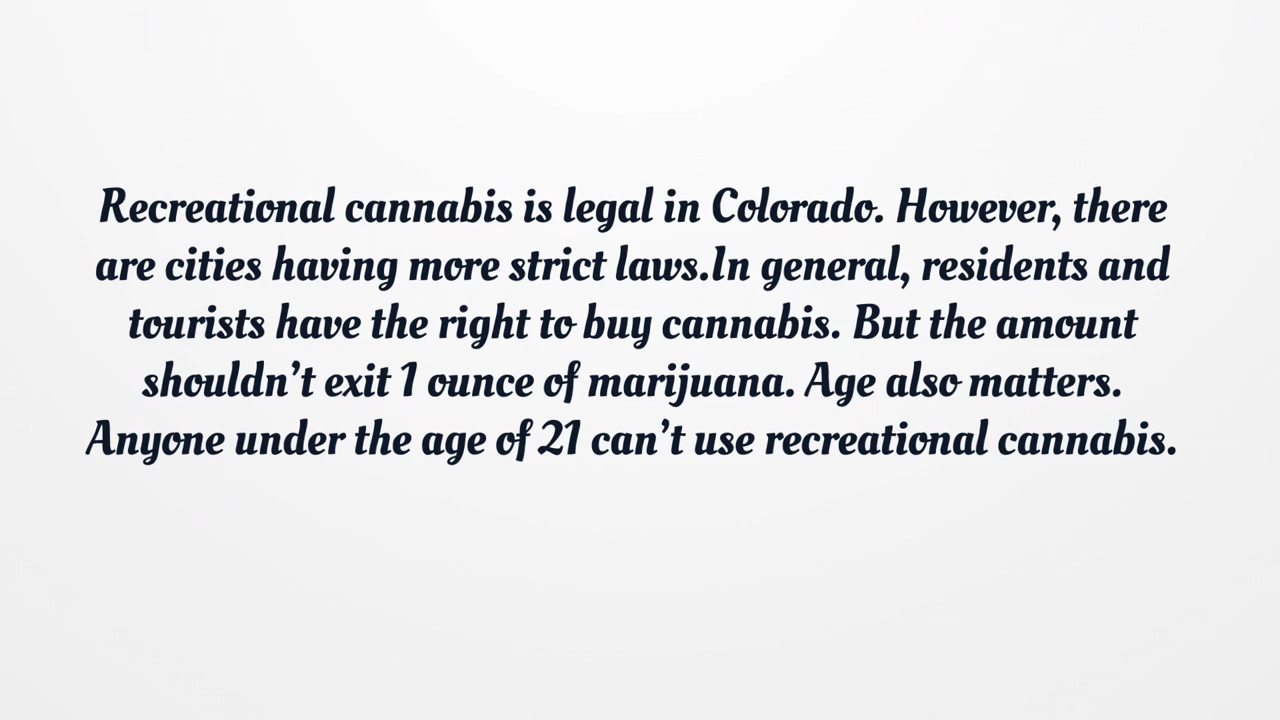 Recreational cannabis is legal in Colorado. However, there
are cities having more strict laws.In general, residents and
tourists have the right to buy cannabis. But the amount
shouldn’t exit 1 ounce of marijuana. Age also matters.
Anyone under the age of 21 can’t use recreational cannabis.